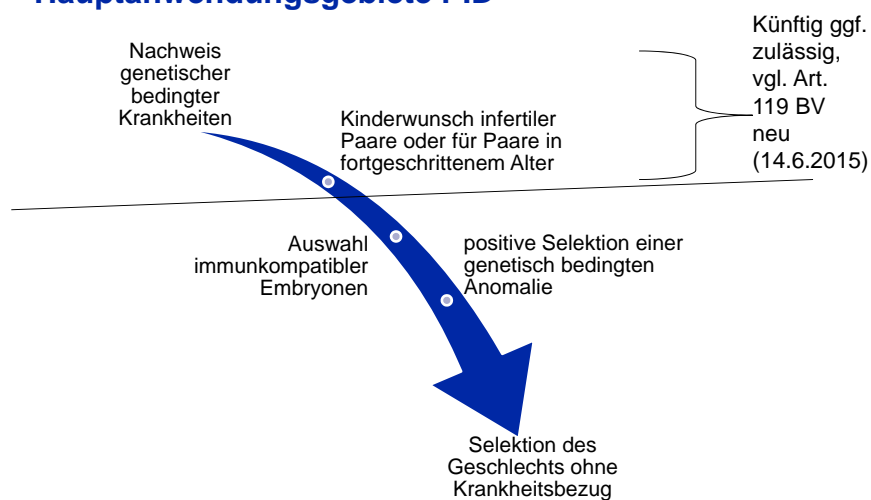 Künftig ggf.
zulässig,
vgl. Art.
119 BV
neu
(14.6.2015)
Nachweis
genetischer
bedingter
Krankheiten
Kinderwunsch infertiler
Paare oder für Paare in
fortgeschrittenem Alter
Auswahl
immunkompatibler
Embryonen
positive Selektion einer
genetisch bedingten
Anomalie
Selektion des
Geschlechts ohne
Krankheitsbezug